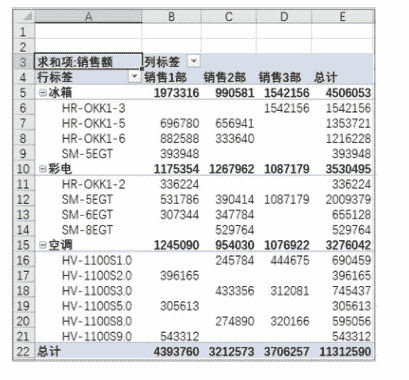 A B C D E
1
2
3 求和项:销售额 列标签
4 行标签 销售1部 销售2部 销售3部 总计
5 冰箱 1973316 990581 1542156 4506053
6 HR-OKK1-3 1542156 1542156
7 HR-OKK1-5 696780 656941 1353721
8 HR-OKK1-6 882588 333640 1216228
9 SM-5EGT 393948 393948
10 彩电 1175354 1267962 1087179 3530495
11 HR-OKK1-2 336224 336224
12 SM-5EGT 531786 390414 1087179 2009379
13 SM-6EGT 307344 347784 655128
14 SM-8EGT 529764 529764
15 空调 1245090 954030 1076922 3276042
16 HV-1100S1.0 245784 444675 690459
17 HV-1100S2.0 396165 396165
18 HV-1100S3.0 433356 312081 745437
19 HV-1100S5.0 305613 305613
20 HV-1100S8.0 274890 320166 595056
21 HV-1100S9.0 543312 543312
22 总计 4393760 3212573 3706257 11312590